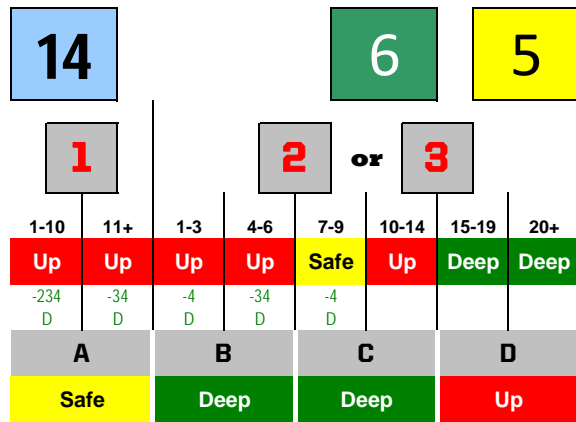 14 6 5
1 2 or 3
1-10 11+ 1-3 4-6 7-9 10-14 15-19 20+
Up Up Up Up Safe Up Deep Deep
-234 -34 -4 -34 -4
D D D D D
A B C D
Safe Deep Deep Up